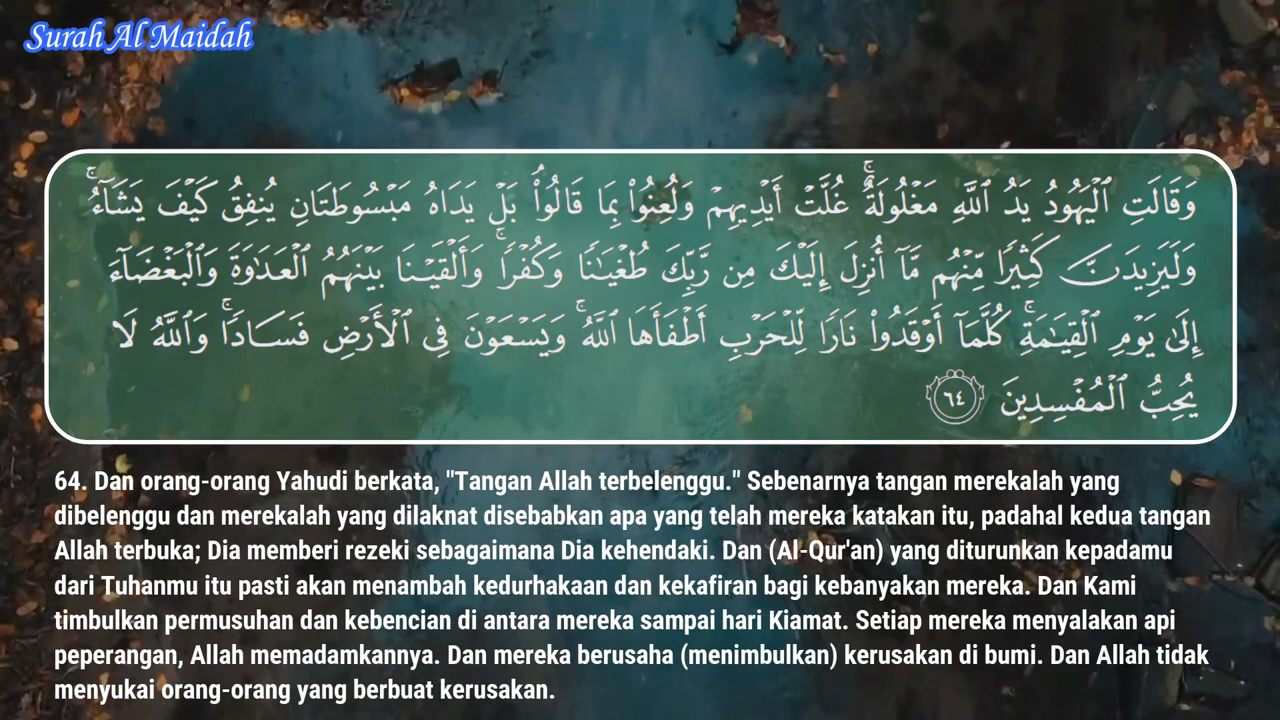 Surah Al Maidah
وَقَالَتِ ٱلْيَهُودُ يَدُ ٱللَّهِ مَغْلُولَةٌ ۚ غُلَّتْ أَيْدِيهِمْ وَلُعِنُوا۟ بِمَا قَالُوا۟ ۘ بَلْ يَدَاهُ مَبْسُوطَتَانِ يُنفِقُ كَيْفَ يَشَآءُ ۚ
وَلَيَزِيدَنَّ كَثِيرًا مِّنْهُم مَّآ أُنزِلَ إِلَيْكَ مِن رَّبِّكَ طُغْيَـٰنًا وَكُفْرًا ۚ وَأَلْقَيْنَا بَيْنَهُمُ ٱلْعَدَٰوَةَ وَٱلْبَغْضَآءَ
إِلَىٰ يَوْمِ ٱلْقِيَـٰمَةِ ۚ كُلَّمَآ أَوْقَدُوا۟ نَارًا لِّلْحَرْبِ أَطْفَأَهَا ٱللَّهُ ۚ وَيَسْعَوْنَ فِى ٱلْأَرْضِ فَسَادًا ۚ وَٱللَّهُ لَا
يُحِبُّ ٱلْمُفْسِدِينَ ٦٤
64. Dan orang-orang Yahudi berkata, "Tangan Allah terbelenggu." Sebenarnya tangan merekalah yang
dibelenggu dan merekalah yang dilaknat disebabkan apa yang telah mereka katakan itu, padahal kedua tangan
Allah terbuka; Dia memberi rezeki sebagaimana Dia kehendaki. Dan (Al-Qur'an) yang diturunkan kepadamu
dari Tuhanmu itu pasti akan menambah kedurhakaan dan kekafiran bagi kebanyakan mereka. Dan Kami
timbulkan permusuhan dan kebencian di antara mereka sampai hari Kiamat. Setiap mereka menyalakan api
peperangan, Allah memadamkannya. Dan mereka berusaha (menimbulkan) kerusakan di bumi. Dan Allah tidak
menyukai orang-orang yang berbuat kerusakan.